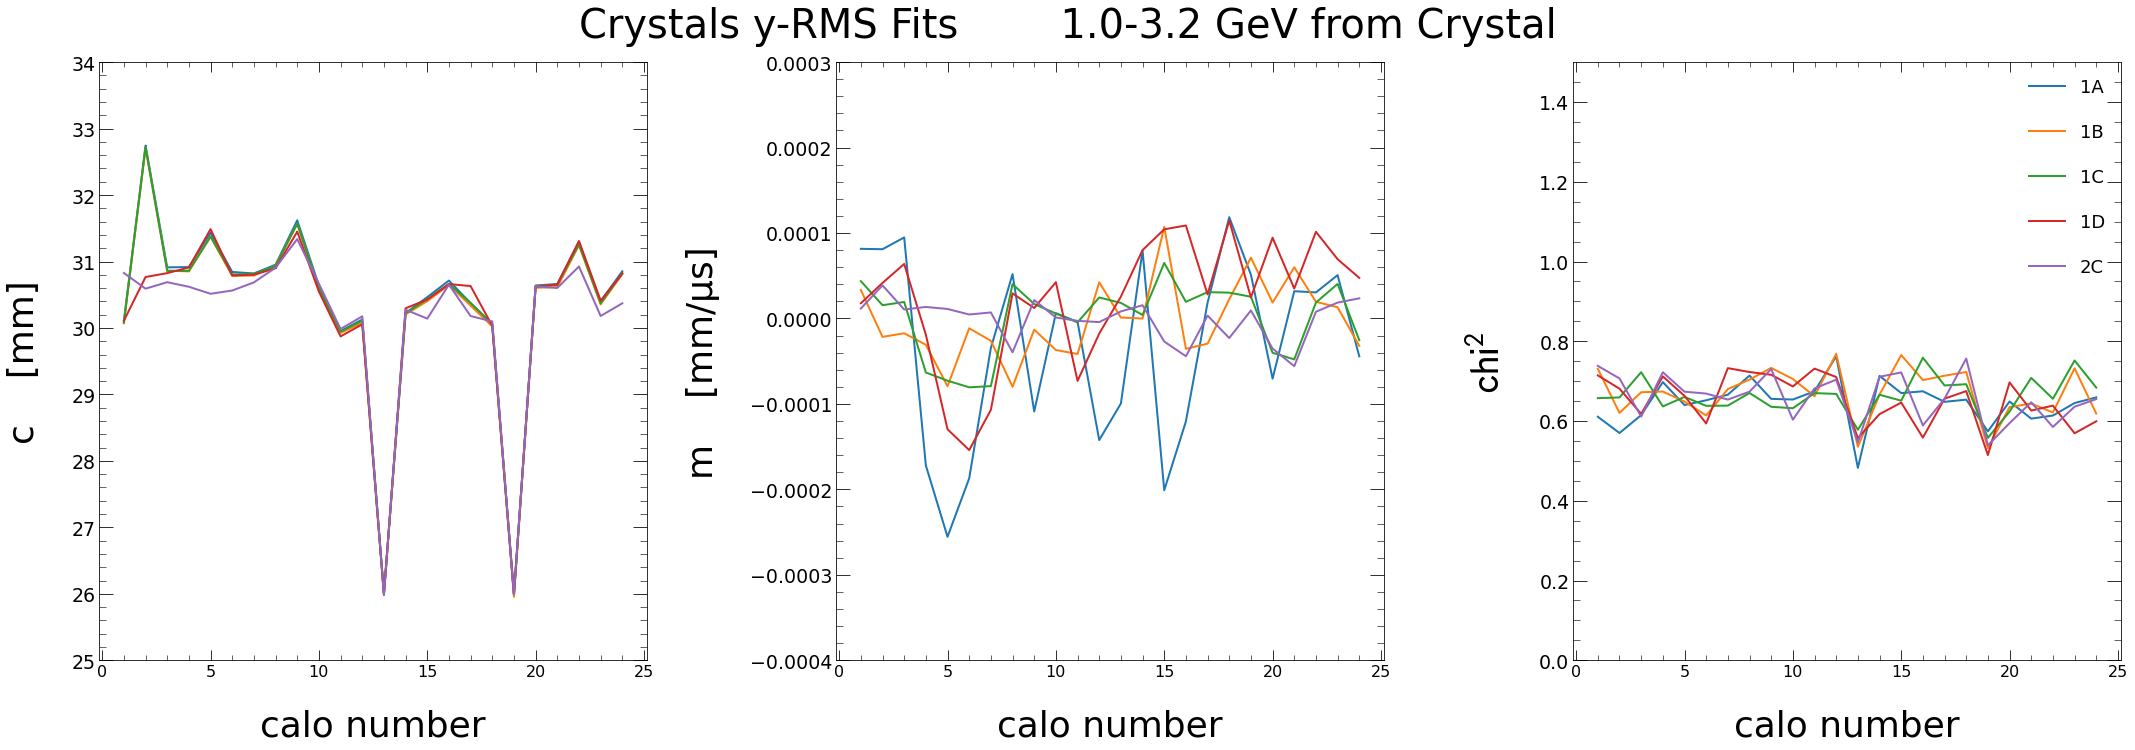 Crystals y-RMS Fits 1.0-3.2 GeV from Crystal
c [mm]
34
33
32
31
30
29
28
27
26
25
0 5 10 15 20 25
calo number
m [mm/µs]
0.0003
0.0002
0.0001
0.0000
−0.0001
−0.0002
−0.0003
−0.0004
0 5 10 15 20 25
calo number
chi²
1.4
1.2
1.0
0.8
0.6
0.4
0.2
0.0
0 5 10 15 20 25
calo number
1A
1B
1C
1D
2C